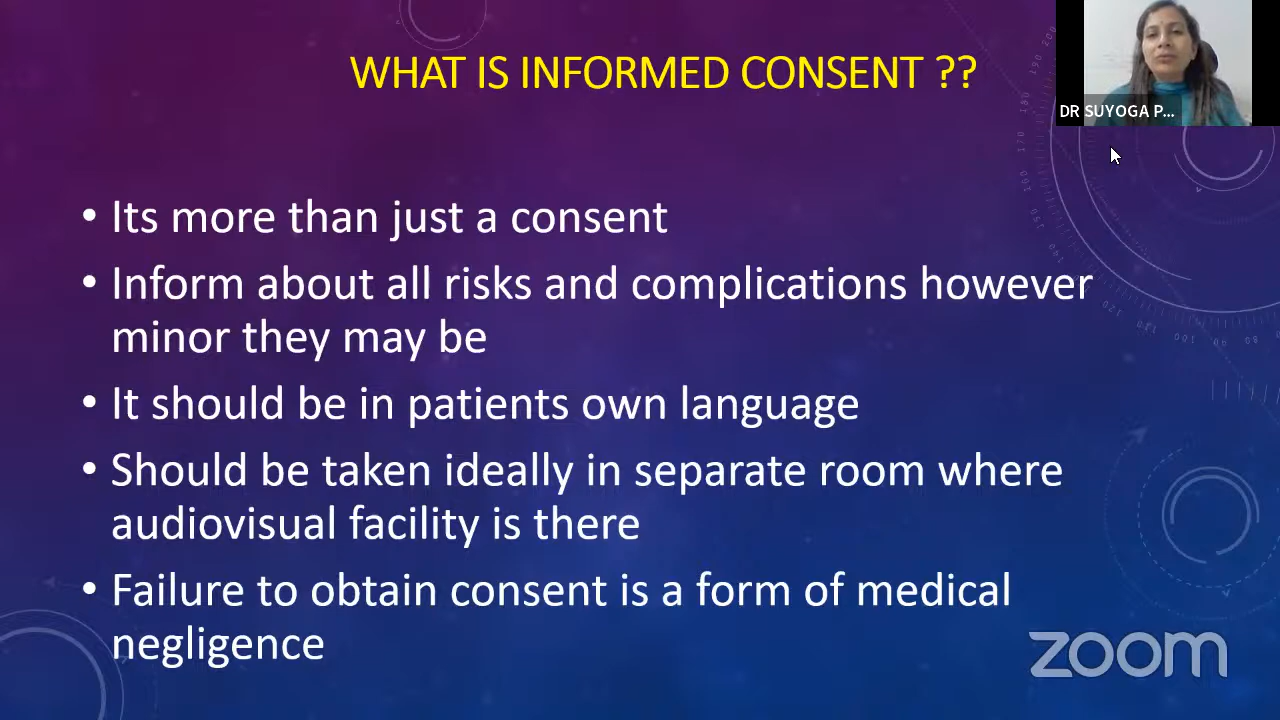 WHAT IS INFORMED CONSENT ??
DR SUYOGA P...
• Its more than just a consent
• Inform about all risks and complications however
minor they may be
• It should be in patients own language
• Should be taken ideally in separate room where
audiovisual facility is there
• Failure to obtain consent is a form of medical
negligence
zoom